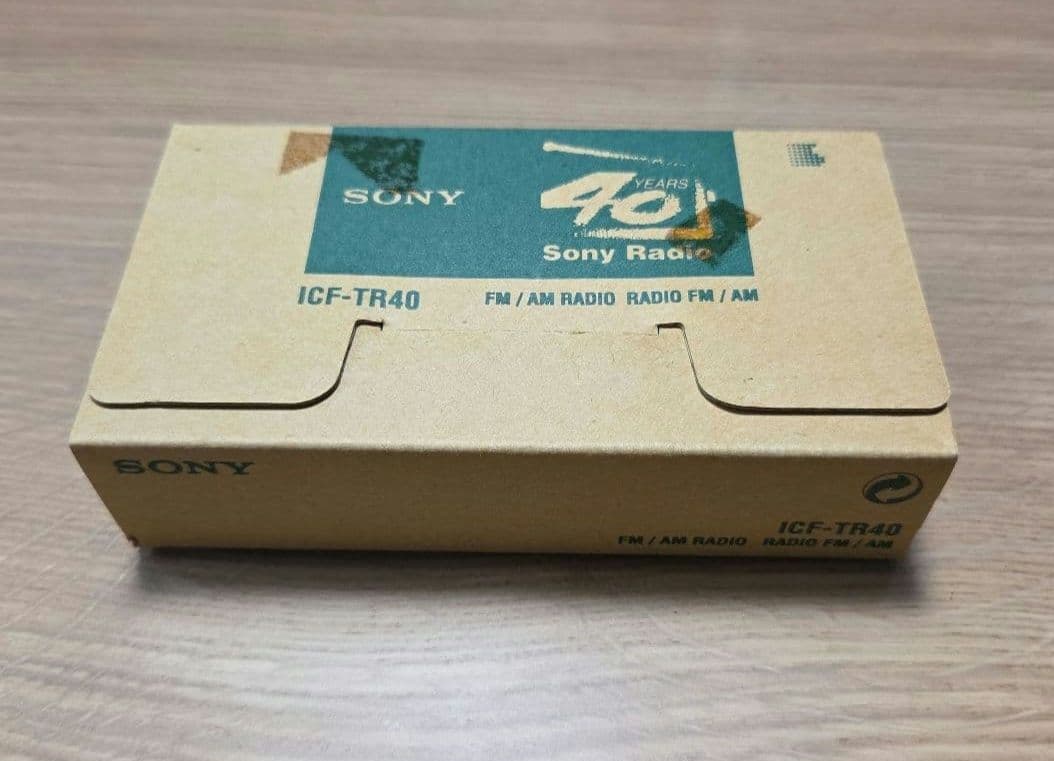 SONY
40 YEARS
Sony Radio
ICF-TR40
FM / AM RADIO RADIO FM / AM
SONY
ICF-TR40
FM / AM RADIO RADIO FM / AM